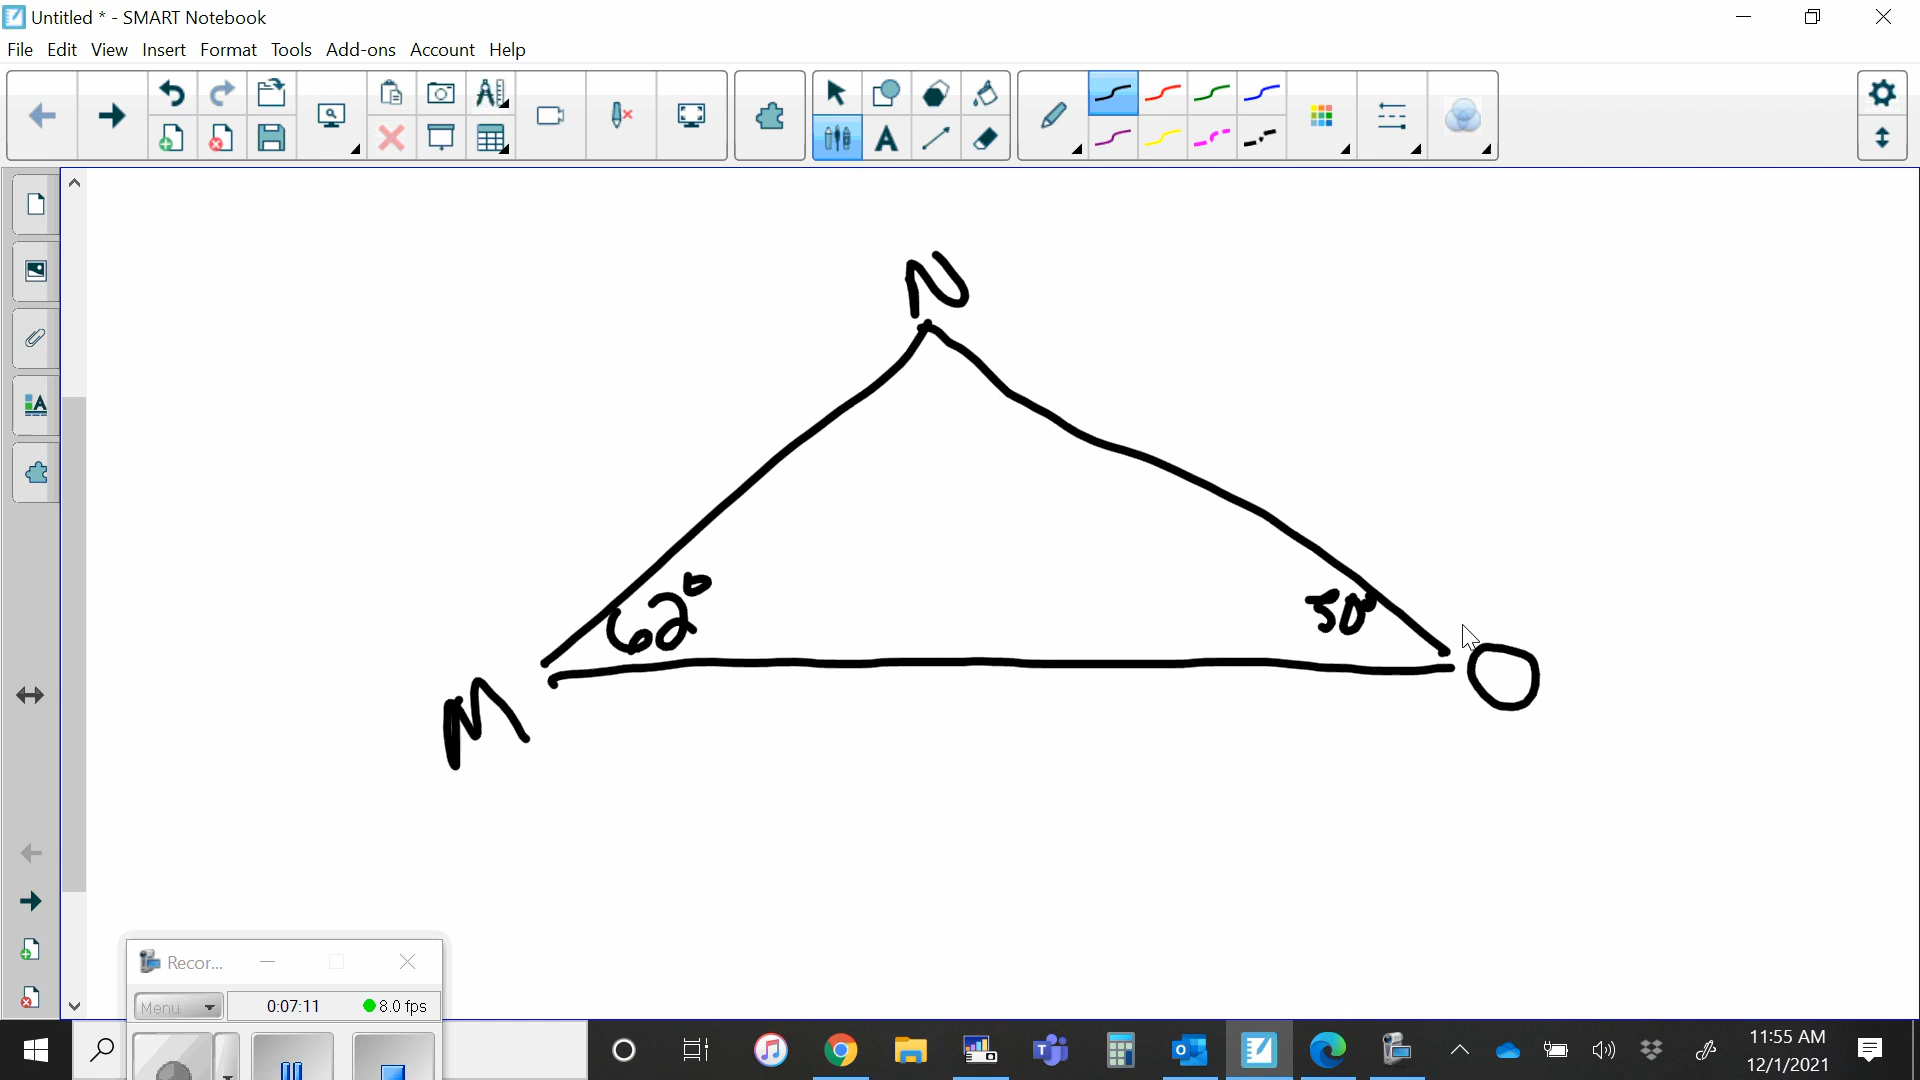 Untitled * - SMART Notebook
File Edit View Insert Format Tools Add-ons Account Help
N
62°
50°
M
O
Recor...
Menu 0:07:11 8.0 fps
11:55 AM
12/1/2021